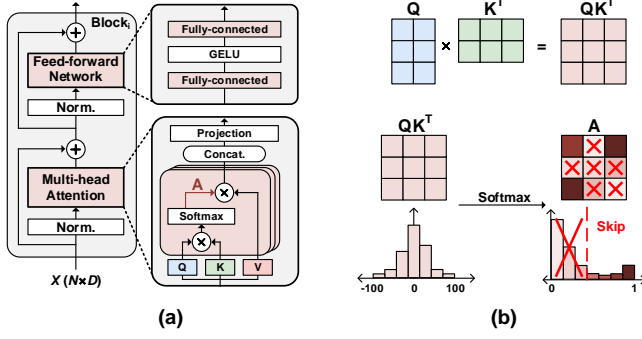 Block_i
Feed-forward
Network
Norm.
Multi-head
Attention
Norm.
X (N×D)
Fully-connected
GELU
Fully-connected
Projection
Concat.
A
Softmax
Q K V
(a)
Q × K^T = QK^T
QK^T
Softmax
A
Skip
-100 0 100
0 1
(b)